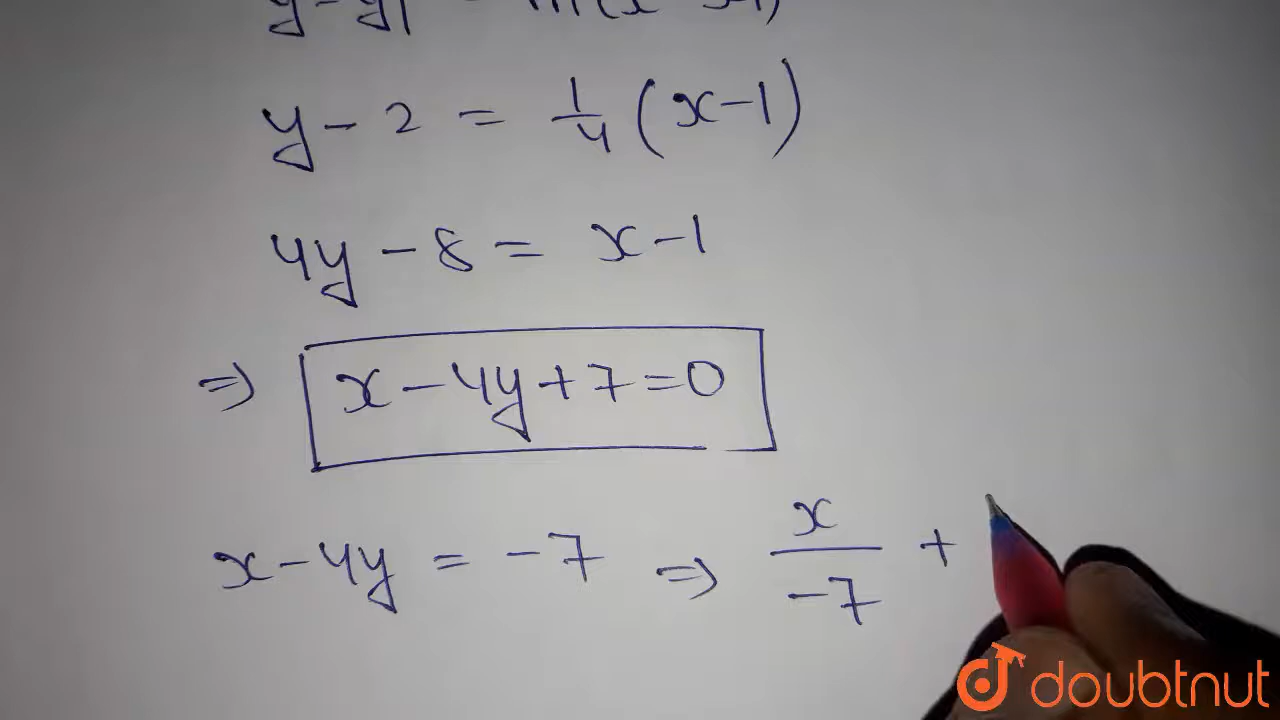 y - 2 = 1/4 (x - 1)
4y - 8 = x - 1
⇒ x - 4y + 7 = 0
x - 4y = -7 ⇒ x/-7 +
doubtnut